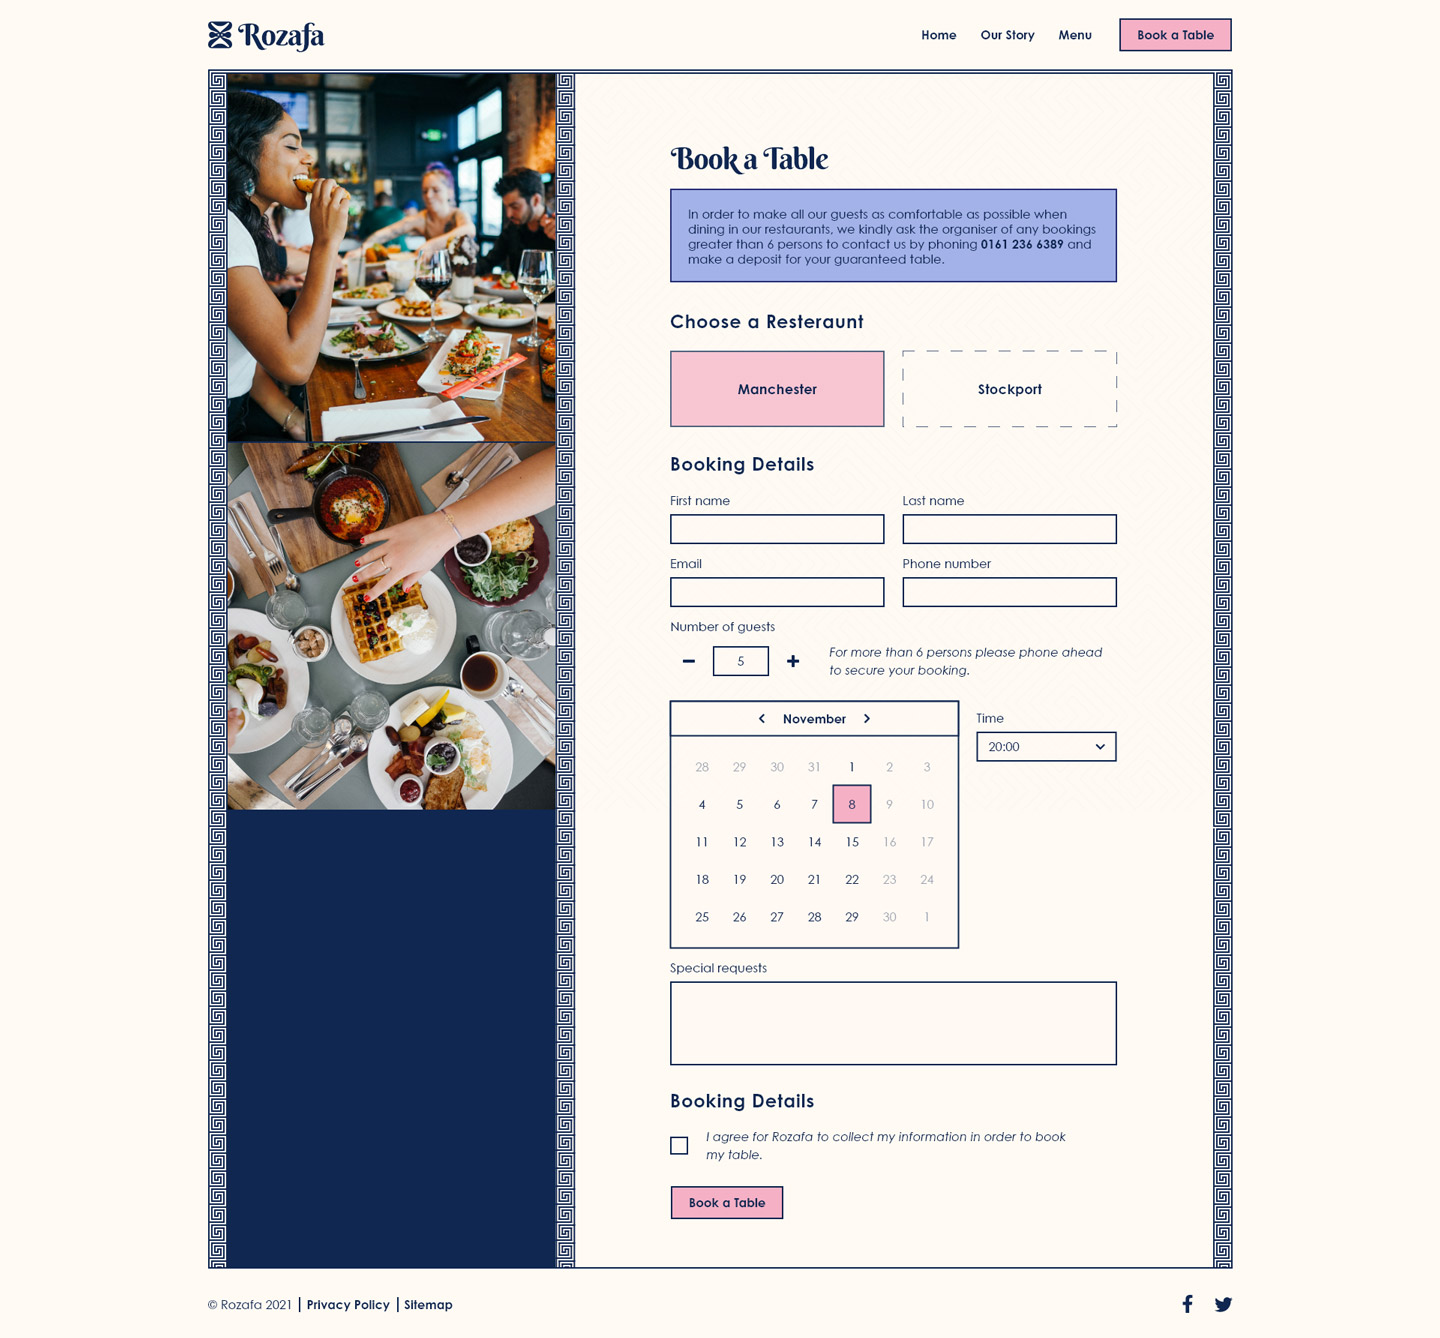 Rozafa
Home Our Story Menu Book a Table
Book a Table
In order to make all our guests as comfortable as possible when
dining in our restaurants, we kindly ask the organiser of any bookings
greater than 6 persons to contact us by phoning 0161 236 6389 and
make a deposit for your guaranteed table.
Choose a Resteraunt
Manchester Stockport
Booking Details
First name Last name
Email Phone number
Number of guests
5
For more than 6 persons please phone ahead
to secure your booking.
November
28 29 30 31 1 2 3
4 5 6 7 8 9 10
11 12 13 14 15 16 17
18 19 20 21 22 23 24
25 26 27 28 29 30 1
Time
20:00
Special requests
Booking Details
I agree for Rozafa to collect my information in order to book
my table.
Book a Table
© Rozafa 2021 | Privacy Policy | Sitemap